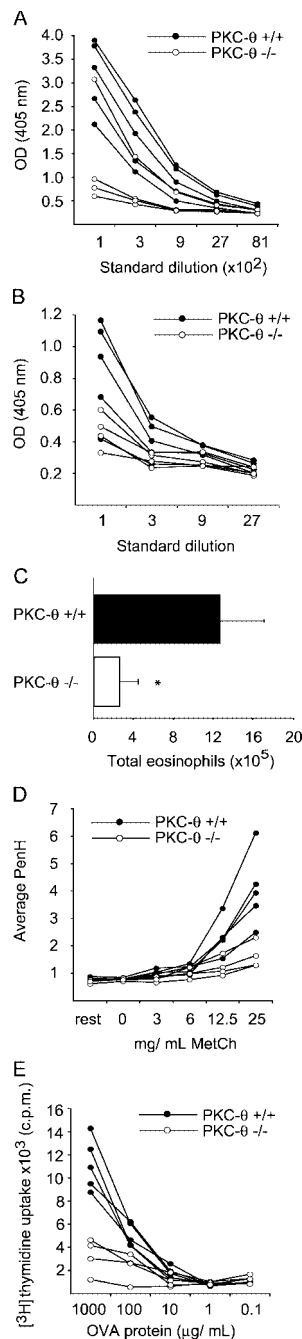 A
PKC-θ +/+
PKC-θ -/-
OD (405 nm)
4.0
3.5
3.0
2.5
2.0
1.5
1.0
0.5
1 3 9 27 81
Standard dilution (x10²)
B
PKC-θ +/+
PKC-θ -/-
OD (405 nm)
1.2
1.0
0.8
0.6
0.4
0.2
1 3 9 27
Standard dilution
C
PKC-θ +/+
PKC-θ -/-
*
0 4 8 12 16 20
Total eosinophils (x10⁵)
D
PKC-θ +/+
PKC-θ -/-
Average PenH
7
6
5
4
3
2
1
rest 0 3 6 12.5 25
mg/ mL MetCh
E
PKC-θ +/+
PKC-θ -/-
[³H] thymidine uptake x10³ (c.p.m.)
16
14
12
10
8
6
4
2
1000 100 10 1 0.1
OVA protein (µg/ mL)